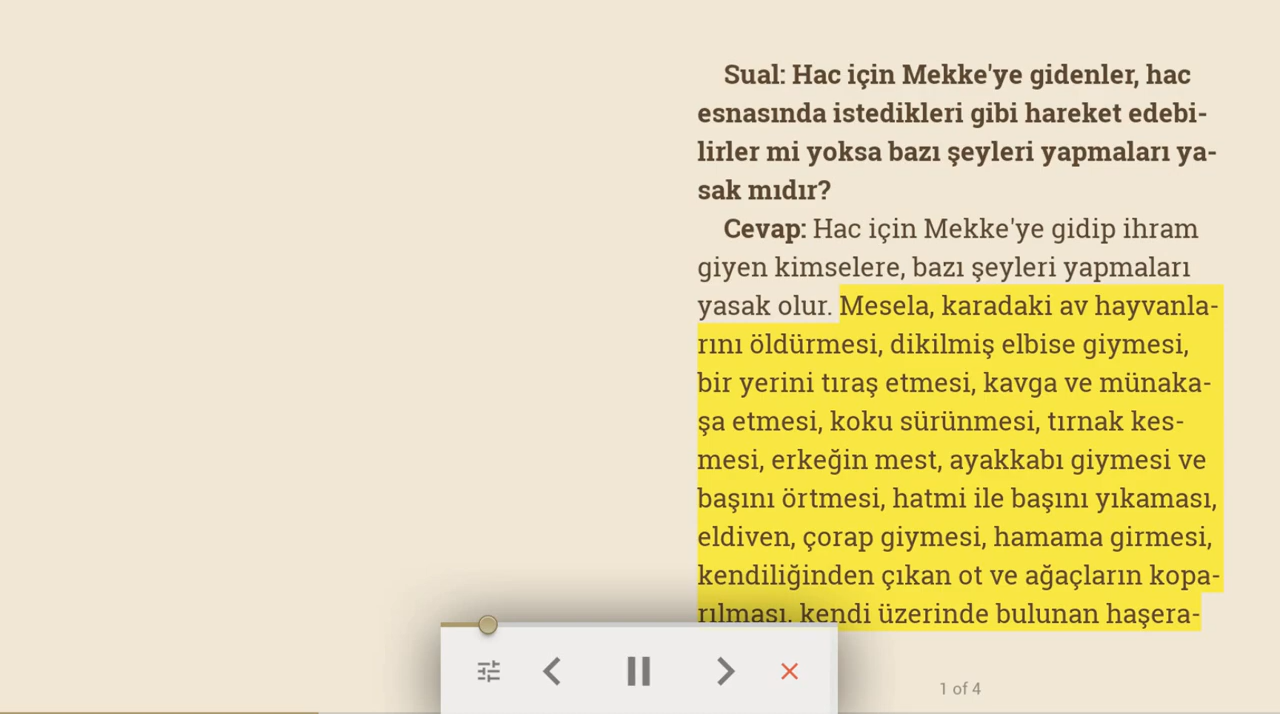 Sual: Hac için Mekke'ye gidenler, hac
esnasında istedikleri gibi hareket edebi-
lirler mi yoksa bazı şeyleri yapmaları ya-
sak mıdır?
Cevap: Hac için Mekke'ye gidip ihram
giyen kimselere, bazı şeyleri yapmaları
yasak olur. Mesela, karadaki av hayvanla-
rını öldürmesi, dikilmiş elbise giymesi,
bir yerini tıraş etmesi, kavga ve münaka-
şa etmesi, koku sürünmesi, tırnak kes-
mesi, erkeğin mest, ayakkabı giymesi ve
başını örtmesi, hatmi ile başını yıkaması,
eldiven, çorap giymesi, hamama girmesi,
kendiliğinden çıkan ot ve ağaçların kopa-
rılması, kendi üzerinde bulunan haşera-
1 of 4